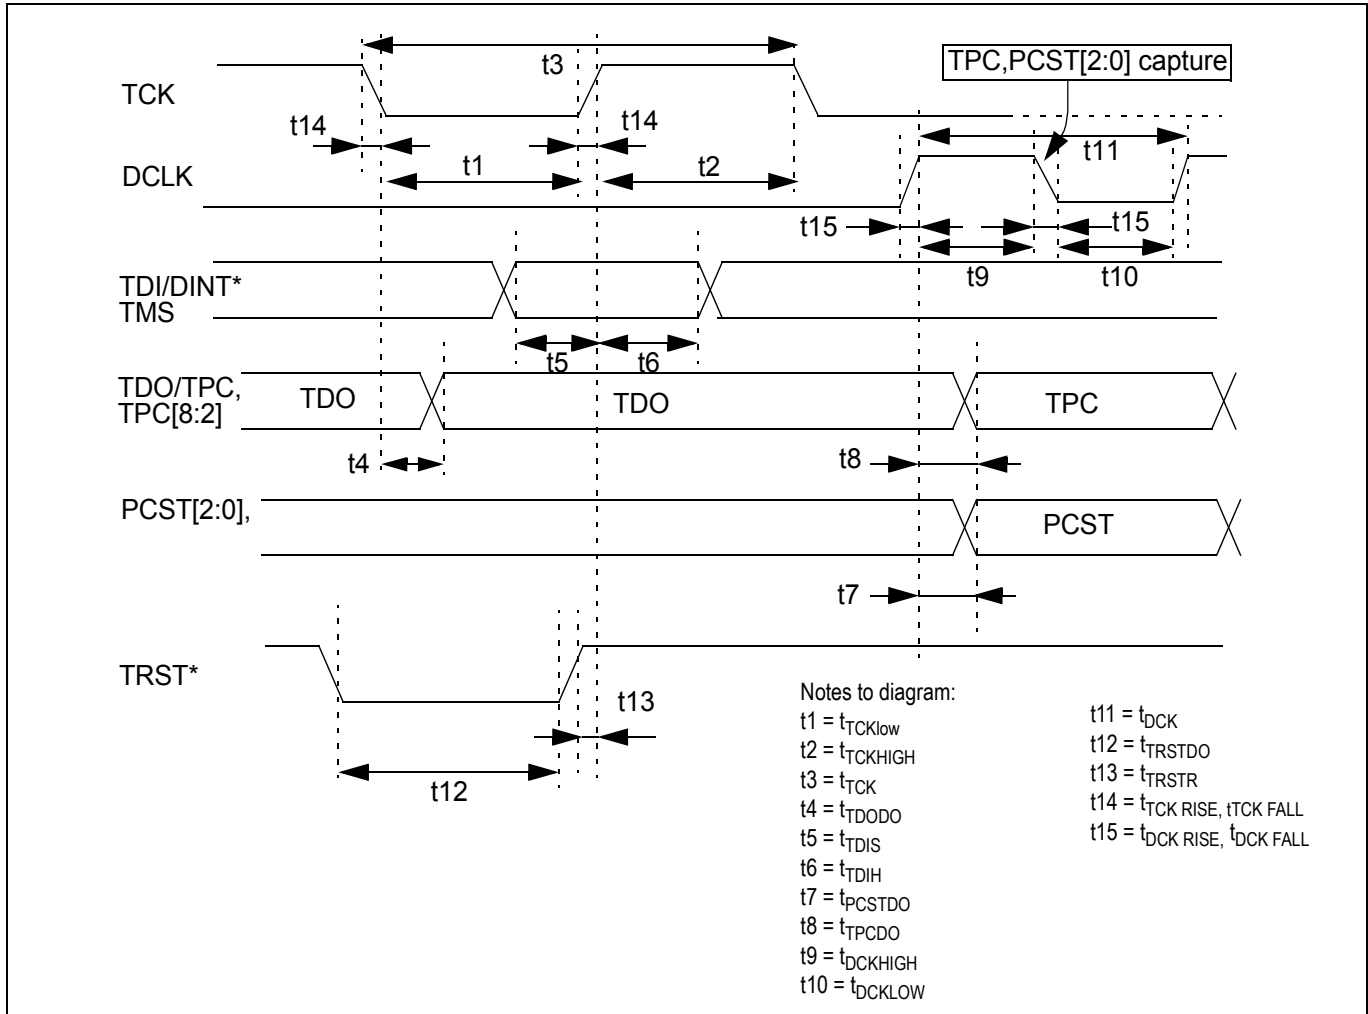 t3
TPC,PCST[2:0] capture
TCK
t14
t14
t11
DCLK
t1
t2
t15
t15
t9
t10
TDI/DINT*
TMS
t5
t6
TDO/TPC,
TPC[8:2]
TDO
TDO
TPC
t4
t8
PCST[2:0],
PCST
t7
TRST*
t13
t12
Notes to diagram:
t1 = tTCKlow
t2 = tTCKHIGH
t3 = tTCK
t4 = tTDODO
t5 = tTDIS
t6 = tTDIH
t7 = tPCSTDO
t8 = tTPCDO
t9 = tDCKHIGH
t10 = tDCKLOW
t11 = tDCK
t12 = tTRSTDO
t13 = tTRSTR
t14 = tTCK RISE, tTCK FALL
t15 = tDCK RISE, tDCK FALL